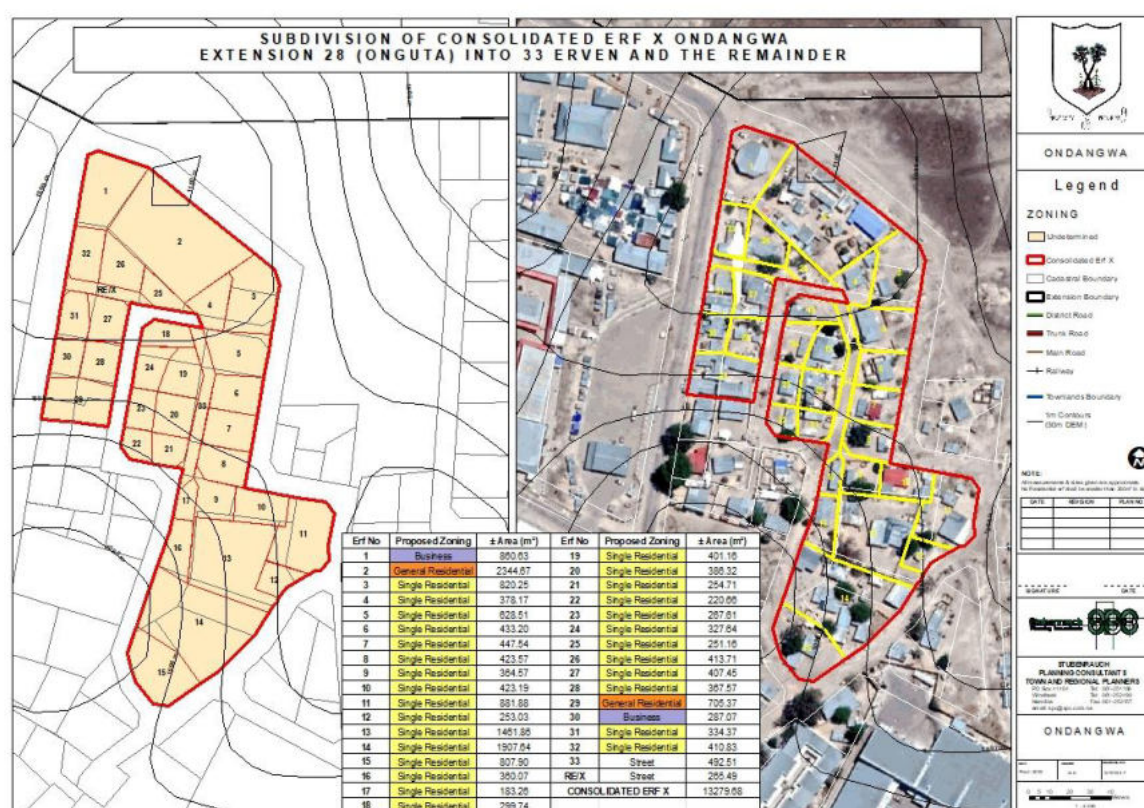 SUBDIVISION OF CONSOLIDATED ERF X ONDANGWA
EXTENSION 28 (ONGUTA) INTO 33 ERVEN AND THE REMAINDER
1
2
32
26
RE/X
25
4
3
31
27
18
5
30
28
24
19
6
29
23
20
33
7
22
21
8
17
9
10
11
16
13
12
14
15
Erf No Proposed Zoning ± Area (m²) Erf No Proposed Zoning ± Area (m²)
1 Business 860.63 19 Single Residential 401.16
2 General Residential 2344.67 20 Single Residential 386.32
3 Single Residential 820.25 21 Single Residential 254.71
4 Single Residential 378.17 22 Single Residential 220.66
5 Single Residential 628.51 23 Single Residential 267.61
6 Single Residential 433.20 24 Single Residential 327.64
7 Single Residential 447.54 25 Single Residential 251.16
8 Single Residential 423.57 26 Single Residential 413.71
9 Single Residential 364.57 27 Single Residential 407.45
10 Single Residential 423.19 28 Single Residential 367.57
11 Single Residential 881.88 29 General Residential 705.37
12 Single Residential 253.03 30 Business 287.07
13 Single Residential 1461.86 31 Single Residential 334.37
14 Single Residential 1907.64 32 Single Residential 410.83
15 Single Residential 807.90 33 Street 492.51
16 Single Residential 360.07 RE/X Street 265.49
17 Single Residential 183.26 CONSOLIDATED ERF X 13279.68
18 Single Residential 299.74
ONDANGWA
Legend
ZONING
Undetermined
Consolidated Erf X
Cadastral Boundary
Extension Boundary
District Road
Trunk Road
Main Road
Railway
Townlands Boundary
1m Contours
(30m DEM)
NOTE:
DATE REVISION PLAN NO
SIGNATURE DATE
STUBENRAUCH
PLANNING CONSULTANTS
TOWN AND REGIONAL PLANNERS
ONDANGWA